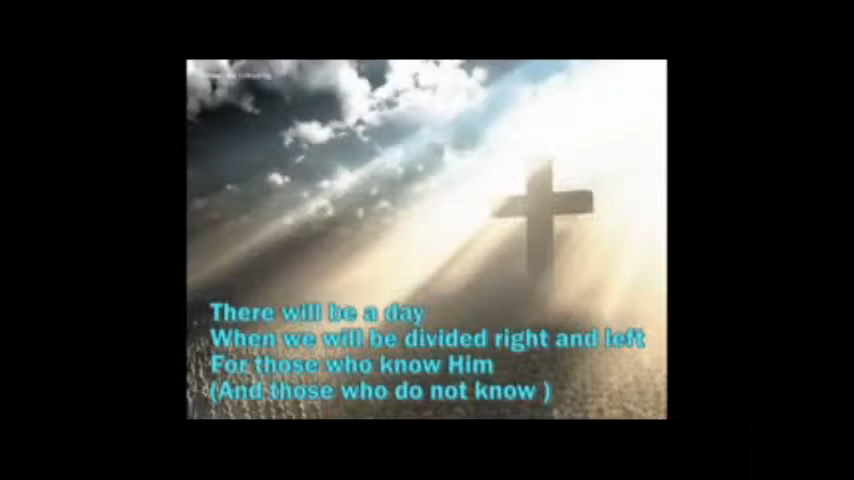 There will be a day
When we will be divided right and left
For those who know Him
(And those who do not know )